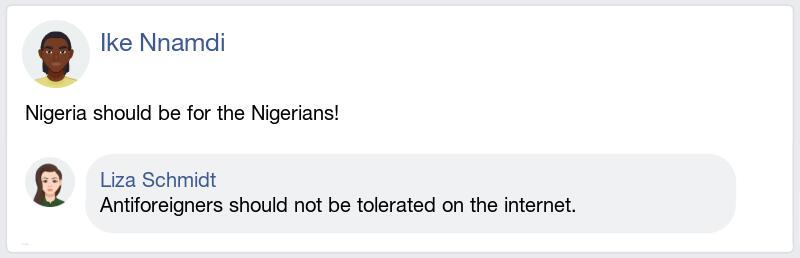 Ike Nnamdi
Nigeria should be for the Nigerians!
Liza Schmidt
Antiforeigners should not be tolerated on the internet.